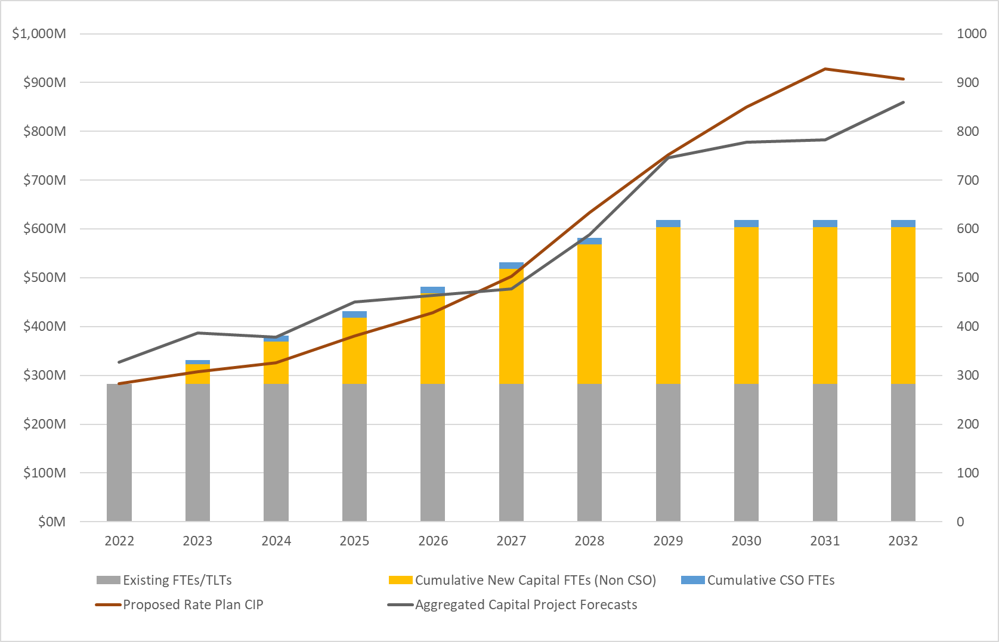 $1,000M 1000
$900M 900
$800M 800
$700M 700
$600M 600
$500M 500
$400M 400
$300M 300
$200M 200
$100M 100
$0M 0
2022 2023 2024 2025 2026 2027 2028 2029 2030 2031 2032
Existing FTEs/TLTs Cumulative New Capital FTEs (Non CSO) Cumulative CSO FTEs
Proposed Rate Plan CIP Aggregated Capital Project Forecasts